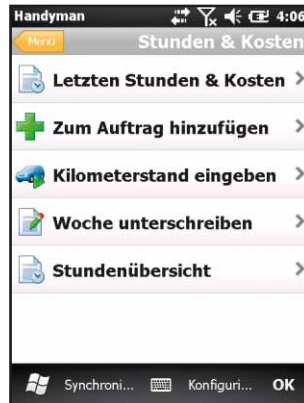 Handyman 4:06
Menü Stunden & Kosten
Letzten Stunden & Kosten
Zum Auftrag hinzufügen
Kilometerstand eingeben
Woche unterschreiben
Stundenübersicht
Synchroni... Konfiguri... OK